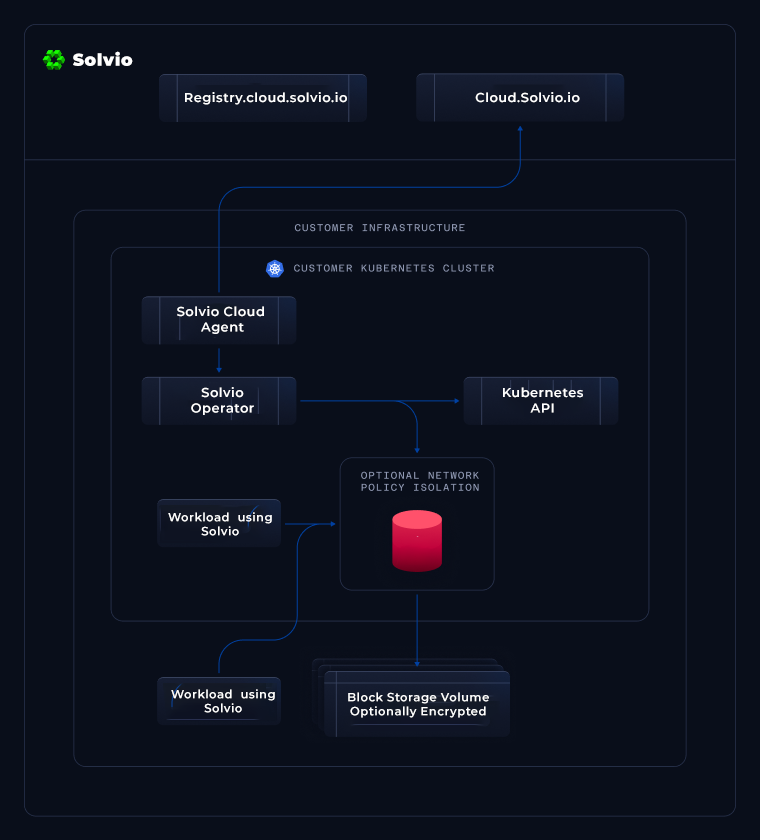 Solvio
Registry.cloud.solvio.io
Cloud.Solvio.io
CUSTOMER INFRASTRUCTURE
CUSTOMER KUBERNETES CLUSTER
Solvio Cloud
Agent
Solvio
Operator
Kubernetes
API
OPTIONAL NETWORK
POLICY ISOLATION
Workload using
Solvio
Workload using
Solvio
Block Storage Volume
Optionally Encrypted